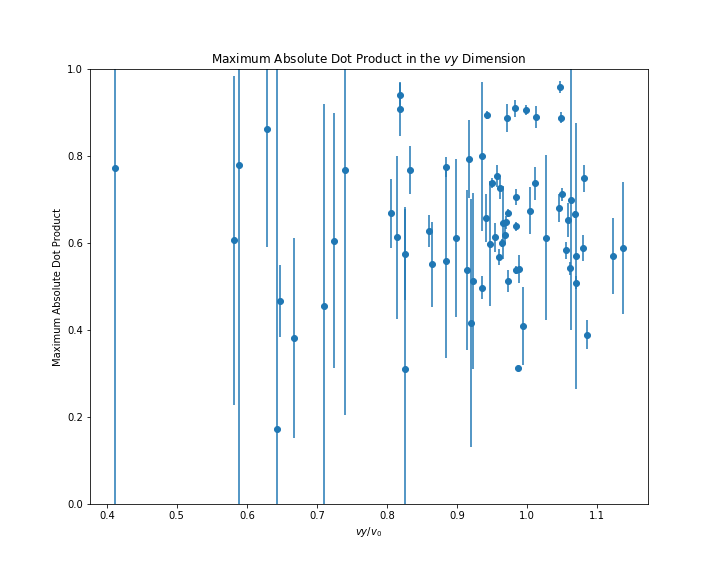 Maximum Absolute Dot Product in the vy Dimension
1.0
0.8
0.6
0.4
0.2
0.0
Maximum Absolute Dot Product
0.4 0.5 0.6 0.7 0.8 0.9 1.0 1.1
vy/v₀